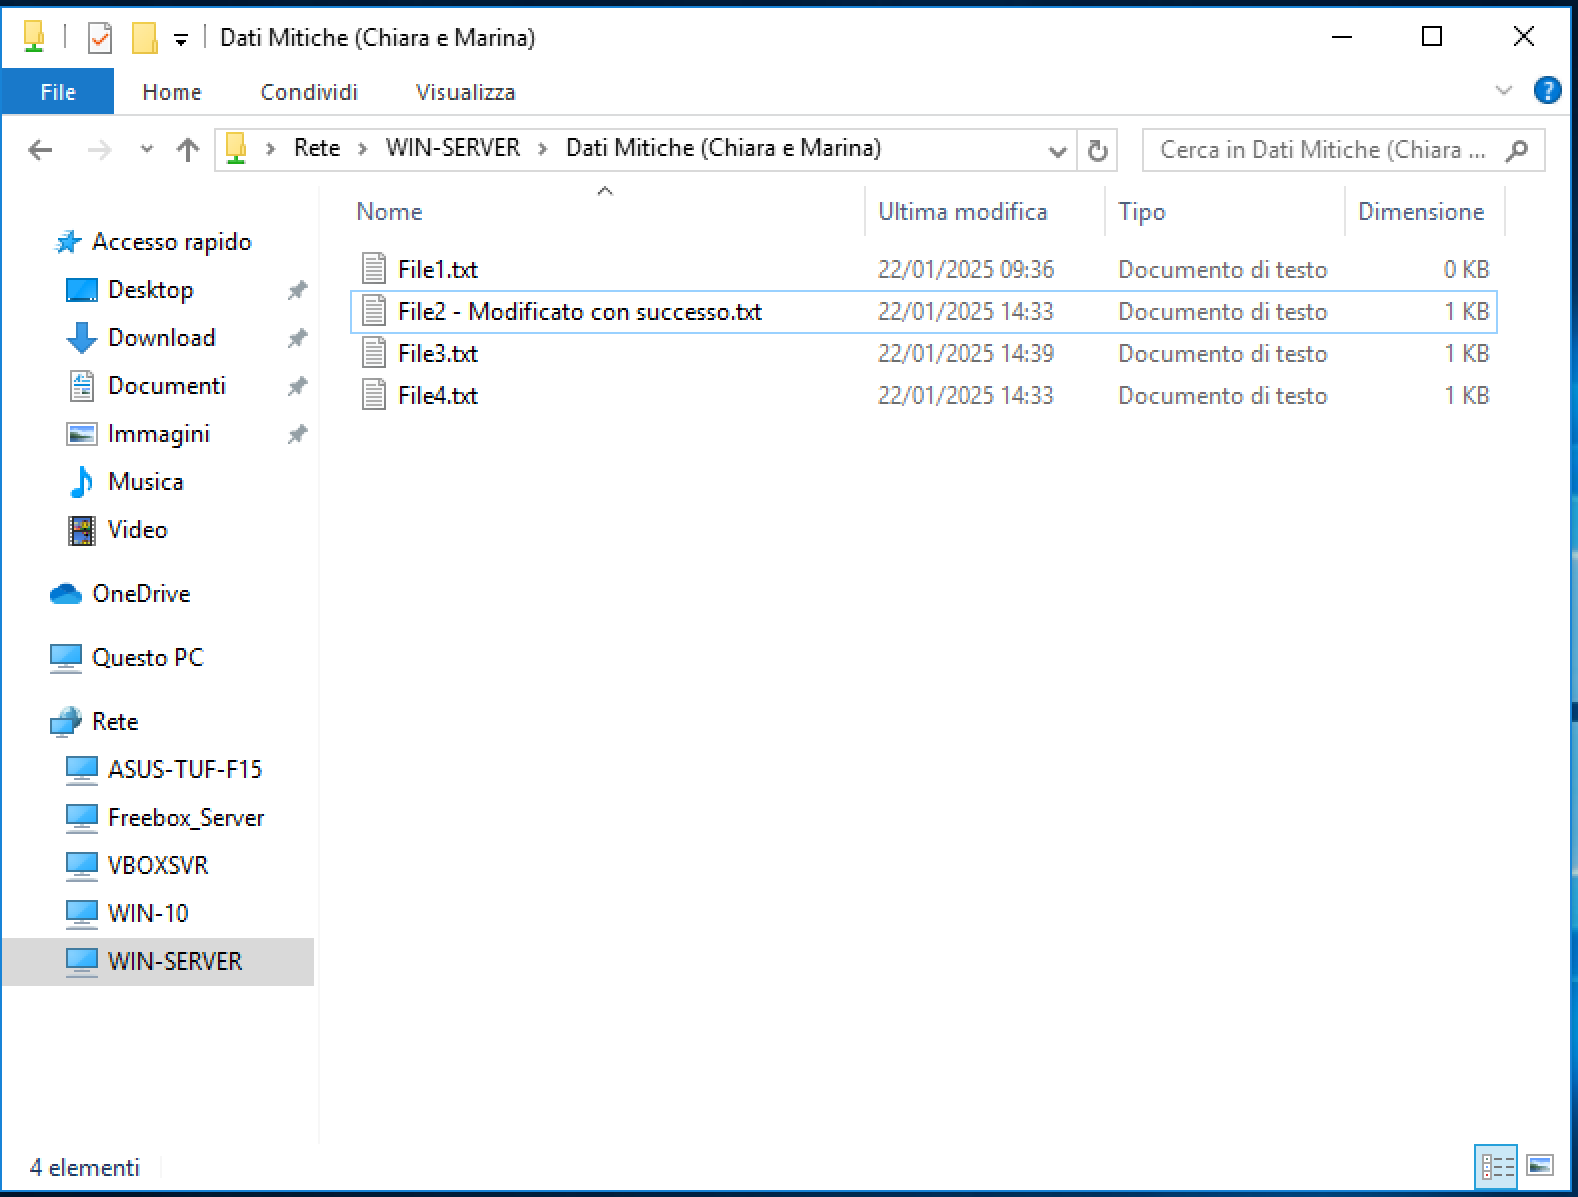 Dati Mitiche (Chiara e Marina)
File Home Condividi Visualizza
Rete WIN-SERVER Dati Mitiche (Chiara e Marina) Cerca in Dati Mitiche (Chiara ...
Nome Ultima modifica Tipo Dimensione
Accesso rapido
Desktop
Download
Documenti
Immagini
Musica
Video
OneDrive
Questo PC
Rete
ASUS-TUF-F15
Freebox_Server
VBOXSVR
WIN-10
WIN-SERVER
File1.txt 22/01/2025 09:36 Documento di testo 0 KB
File2 - Modificato con successo.txt 22/01/2025 14:33 Documento di testo 1 KB
File3.txt 22/01/2025 14:39 Documento di testo 1 KB
File4.txt 22/01/2025 14:33 Documento di testo 1 KB
4 elementi